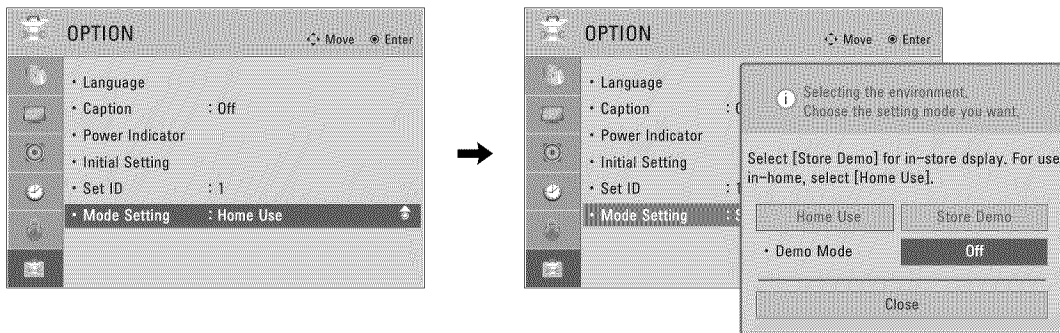 OPTION
Move Enter
• Language
• Caption : Off
• Power Indicator
• Initial Setting
• Set ID : 1
• Mode Setting : Home Use
OPTION
Move Enter
• Language
• Caption
• Power Indicator
• Initial Setting
• Set ID : 1
• Mode Setting : S
i
Selecting the environment.
Choose the setting mode you want.
Select [Store Demo] for in-store dsplay. For use
in-home, select [Home Use].
Home Use Store Demo
• Demo Mode Off
Close